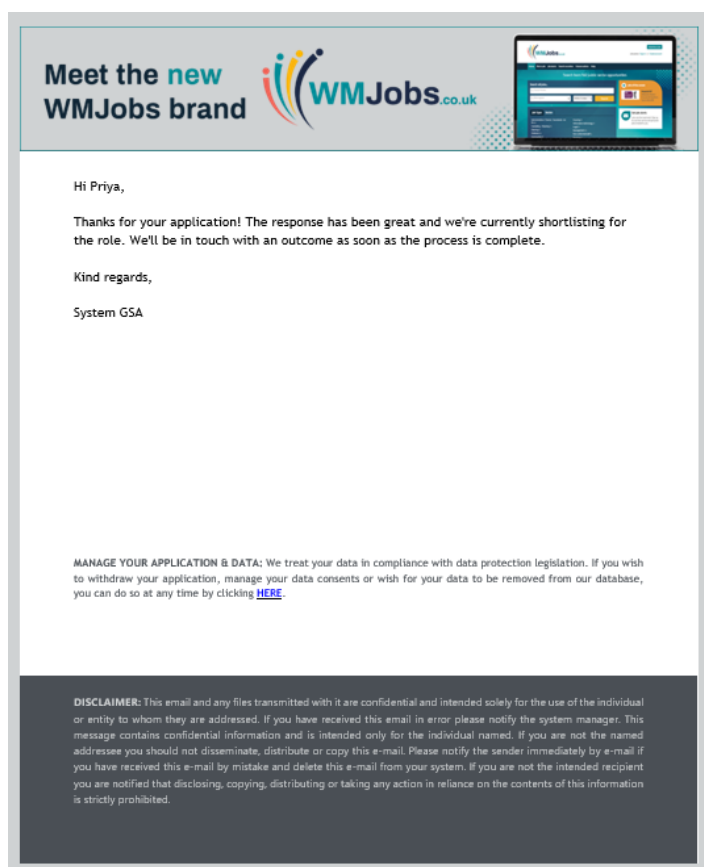 Meet the new
WMJobs brand
WMJobs.co.uk
Hi Priya,
Thanks for your application! The response has been great and we're currently shortlisting for
the role. We'll be in touch with an outcome as soon as the process is complete.
Kind regards,
System GSA
MANAGE YOUR APPLICATION & DATA: We treat your data in compliance with data protection legislation. If you wish
to withdraw your application, manage your data consents or wish for your data to be removed from our database,
you can do so at any time by clicking HERE.
DISCLAIMER: This email and any files transmitted with it are confidential and intended solely for the use of the individual
or entity to whom they are addressed. If you have received this email in error please notify the system manager. This
message contains confidential information and is intended only for the individual named. If you are not the named
addressee you should not disseminate, distribute or copy this e-mail. Please notify the sender immediately by e-mail if
you have received this e-mail by mistake and delete this e-mail from your system. If you are not the intended recipient
you are notified that disclosing, copying, distributing or taking any action in reliance on the contents of this information
is strictly prohibited.